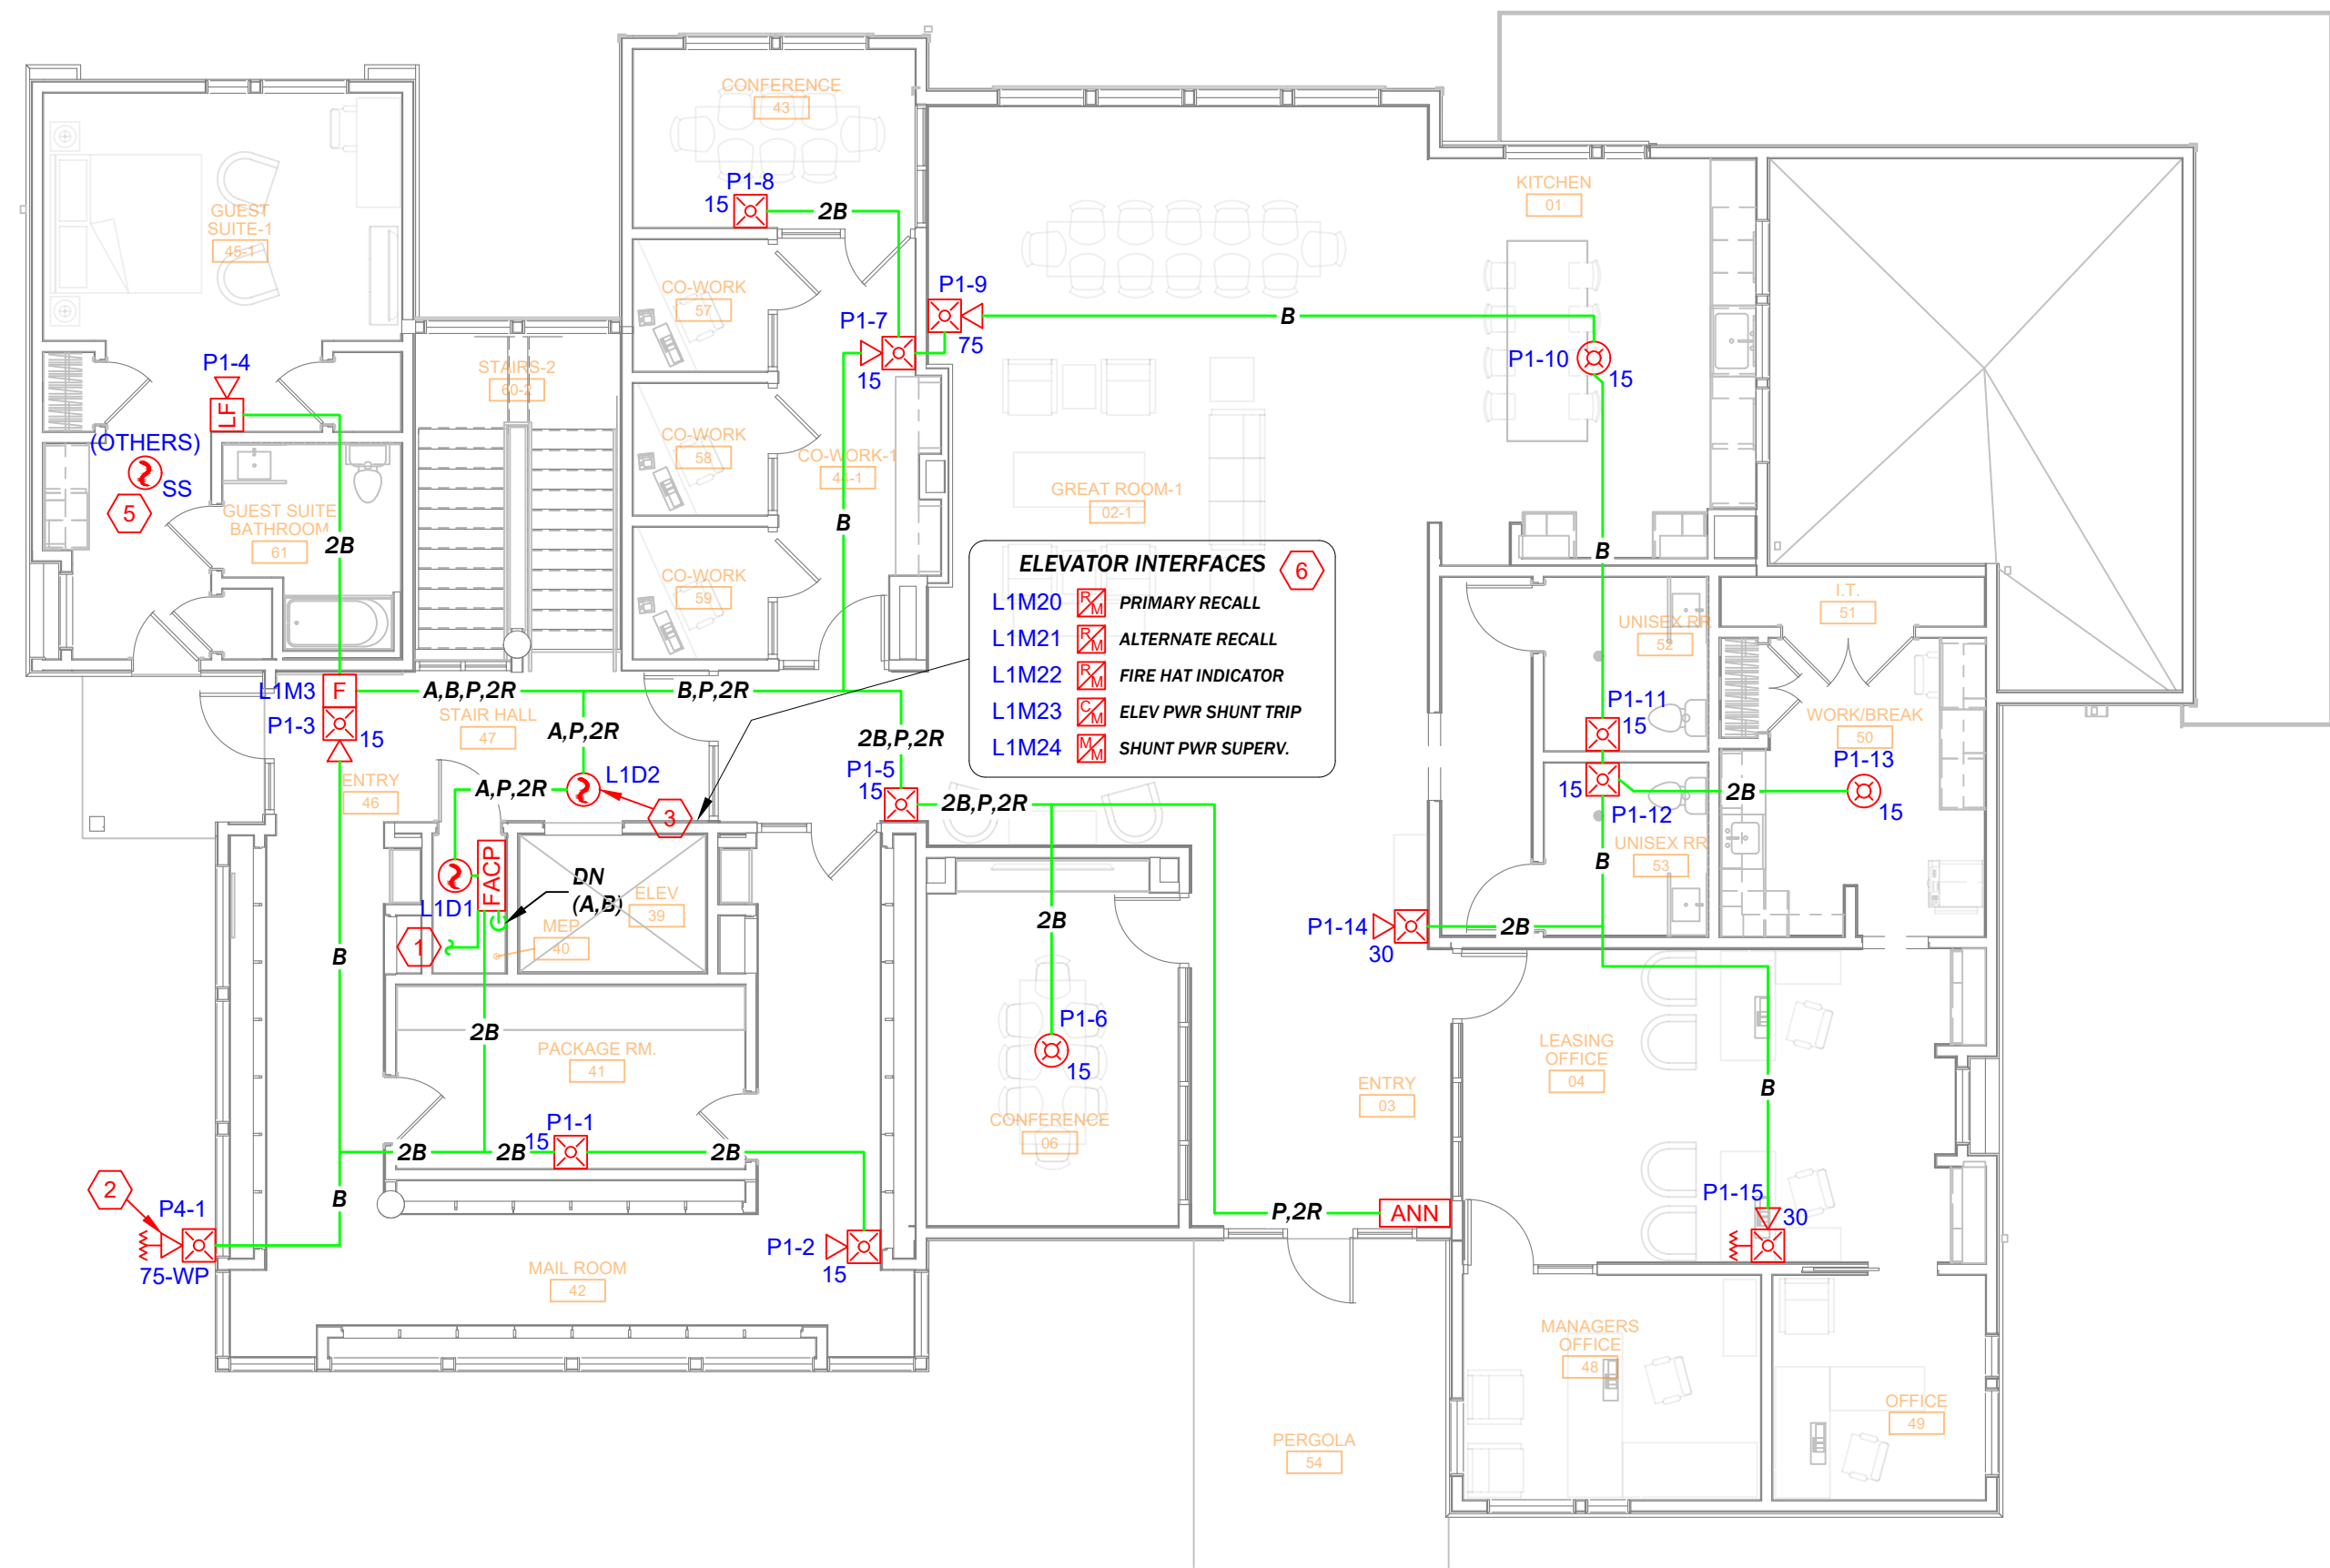 CONFERENCE
43
P1-8
15
2B
GUEST
SUITE-1
45-1
KITCHEN
01
CO-WORK
57
P1-9
75
B
P1-7
15
P1-10
15
P1-4
LF
STAIRS-2
60-2
(OTHERS)
SS
5
GUEST SUITE
BATHROOM
61
2B
CO-WORK
58
CO-WORK-1
44-1
B
GREAT ROOM-1
02-1
B
CO-WORK
59
ELEVATOR INTERFACES
6
L1M20 R/M PRIMARY RECALL
L1M21 R/M ALTERNATE RECALL
L1M22 R/M FIRE HAT INDICATOR
L1M23 C/M ELEV PWR SHUNT TRIP
L1M24 M/M SHUNT PWR SUPERV.
I.T.
51
UNISEX RR
52
L1M3
F
A,B,P,2R
B,P,2R
P1-3
15
STAIR HALL
47
A,P,2R
2B,P,2R
P1-11
15
WORK/BREAK
50
P1-13
15
ENTRY
46
A,P,2R
L1D2
3
P1-5
15
2B,P,2R
15
P1-12
2B
UNISEX RR
53
B
FACP
L1D1
DN
(A,B)
ELEV
39
MEP
40
1
B
2B
P1-14
30
2B
2B
PACKAGE RM.
41
P1-6
15
LEASING
OFFICE
04
ENTRY
03
B
CONFERENCE
06
P1-1
15
2B
2B
2B
2
P4-1
75-WP
B
P1-2
15
P,2R
ANN
P1-15
30
MAIL ROOM
42
MANAGERS
OFFICE
48
OFFICE
49
PERGOLA
54